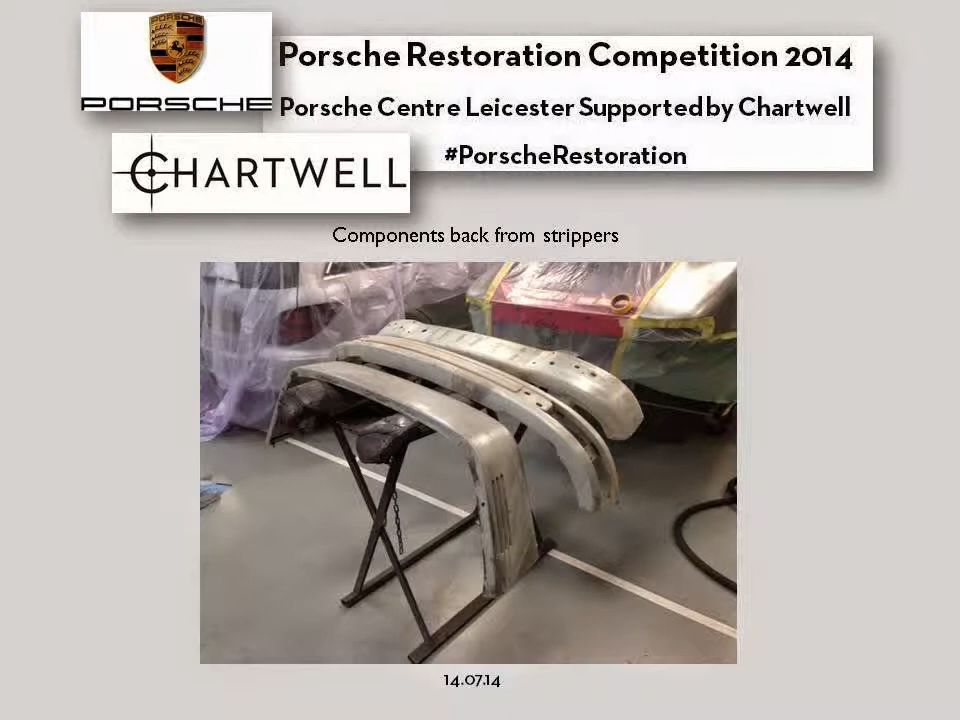 PORSCHE
PORSCHE
Porsche Restoration Competition 2014
Porsche Centre Leicester Supported by Chartwell
#PorscheRestoration
CHARTWELL
Components back from strippers
14.07.14